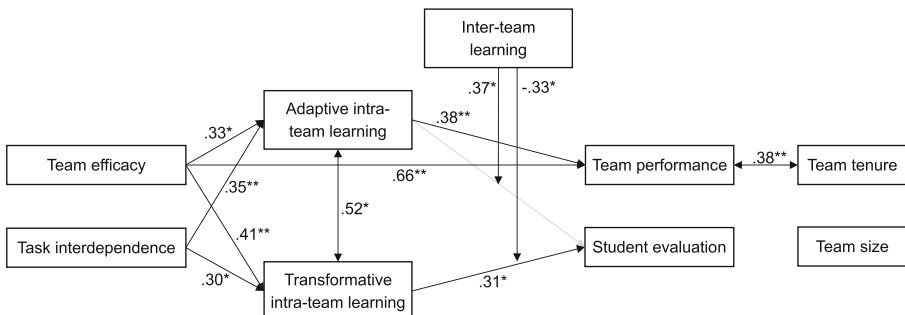 Inter-team
learning
.37*
-.33*
Adaptive intra-
team learning
.38**
.33*
Team efficacy
Team performance
.38**
Team tenure
.66**
.35**
.52*
.41**
Task interdependence
Student evaluation
Team size
.30*
Transformative
intra-team learning
.31*